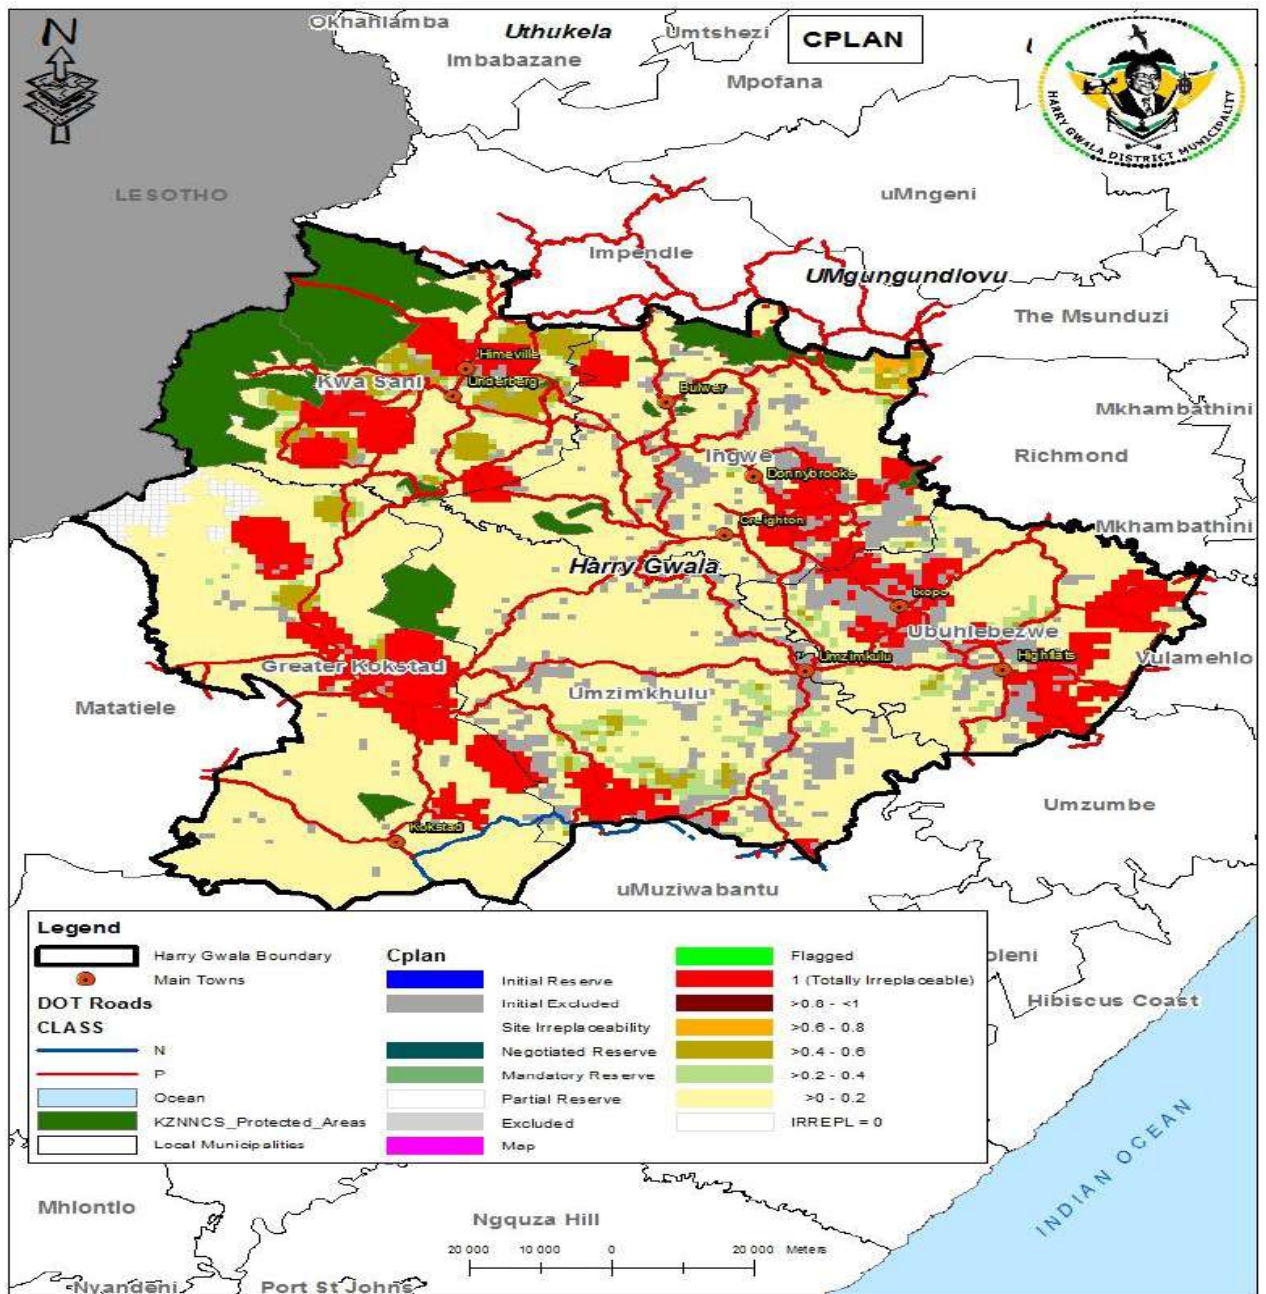 N
Okhahlamba
Uthukela
Umtshezi
Imbabazane
CPLAN
Mpofana
HARRY GWALA DISTRICT MUNICIPALITY
LESOTHO
uMngeni
Impendle
UMgungundlovu
The Msunduzi
Himeville
Kwa Sani
Underberg
Bulwer
Mkhambathini
Ingwe
Richmond
Donnybrooke
Creighton
Mkhambathini
Harry Gwala
Ixopo
Ubuhlebezwe
Greater Kokstad
Umzimkulu
Highflats
Vulamehlo
Umzimkhulu
Matatiele
Umzumbe
Kokstad
uMuziwabantu
Legend
Harry Gwala Boundary
Main Towns
DOT Roads
CLASS
N
P
Ocean
KZNNCS_Protected_Areas
Local Municipalities
Cplan
Initial Reserve
Initial Excluded
Site Irreplaceability
Negotiated Reserve
Mandatory Reserve
Partial Reserve
Excluded
Map
Flagged
1 (Totally Irreplaceable)
>0.8 - <1
>0.6 - 0.8
>0.4 - 0.6
>0.2 - 0.4
>0 - 0.2
IRREPL = 0
oleni
Hibiscus Coast
INDIAN OCEAN
Mhlontlo
Ngquza Hill
20 000 10 000 0 20 000 Meters
Nyandeni
Port St Johns